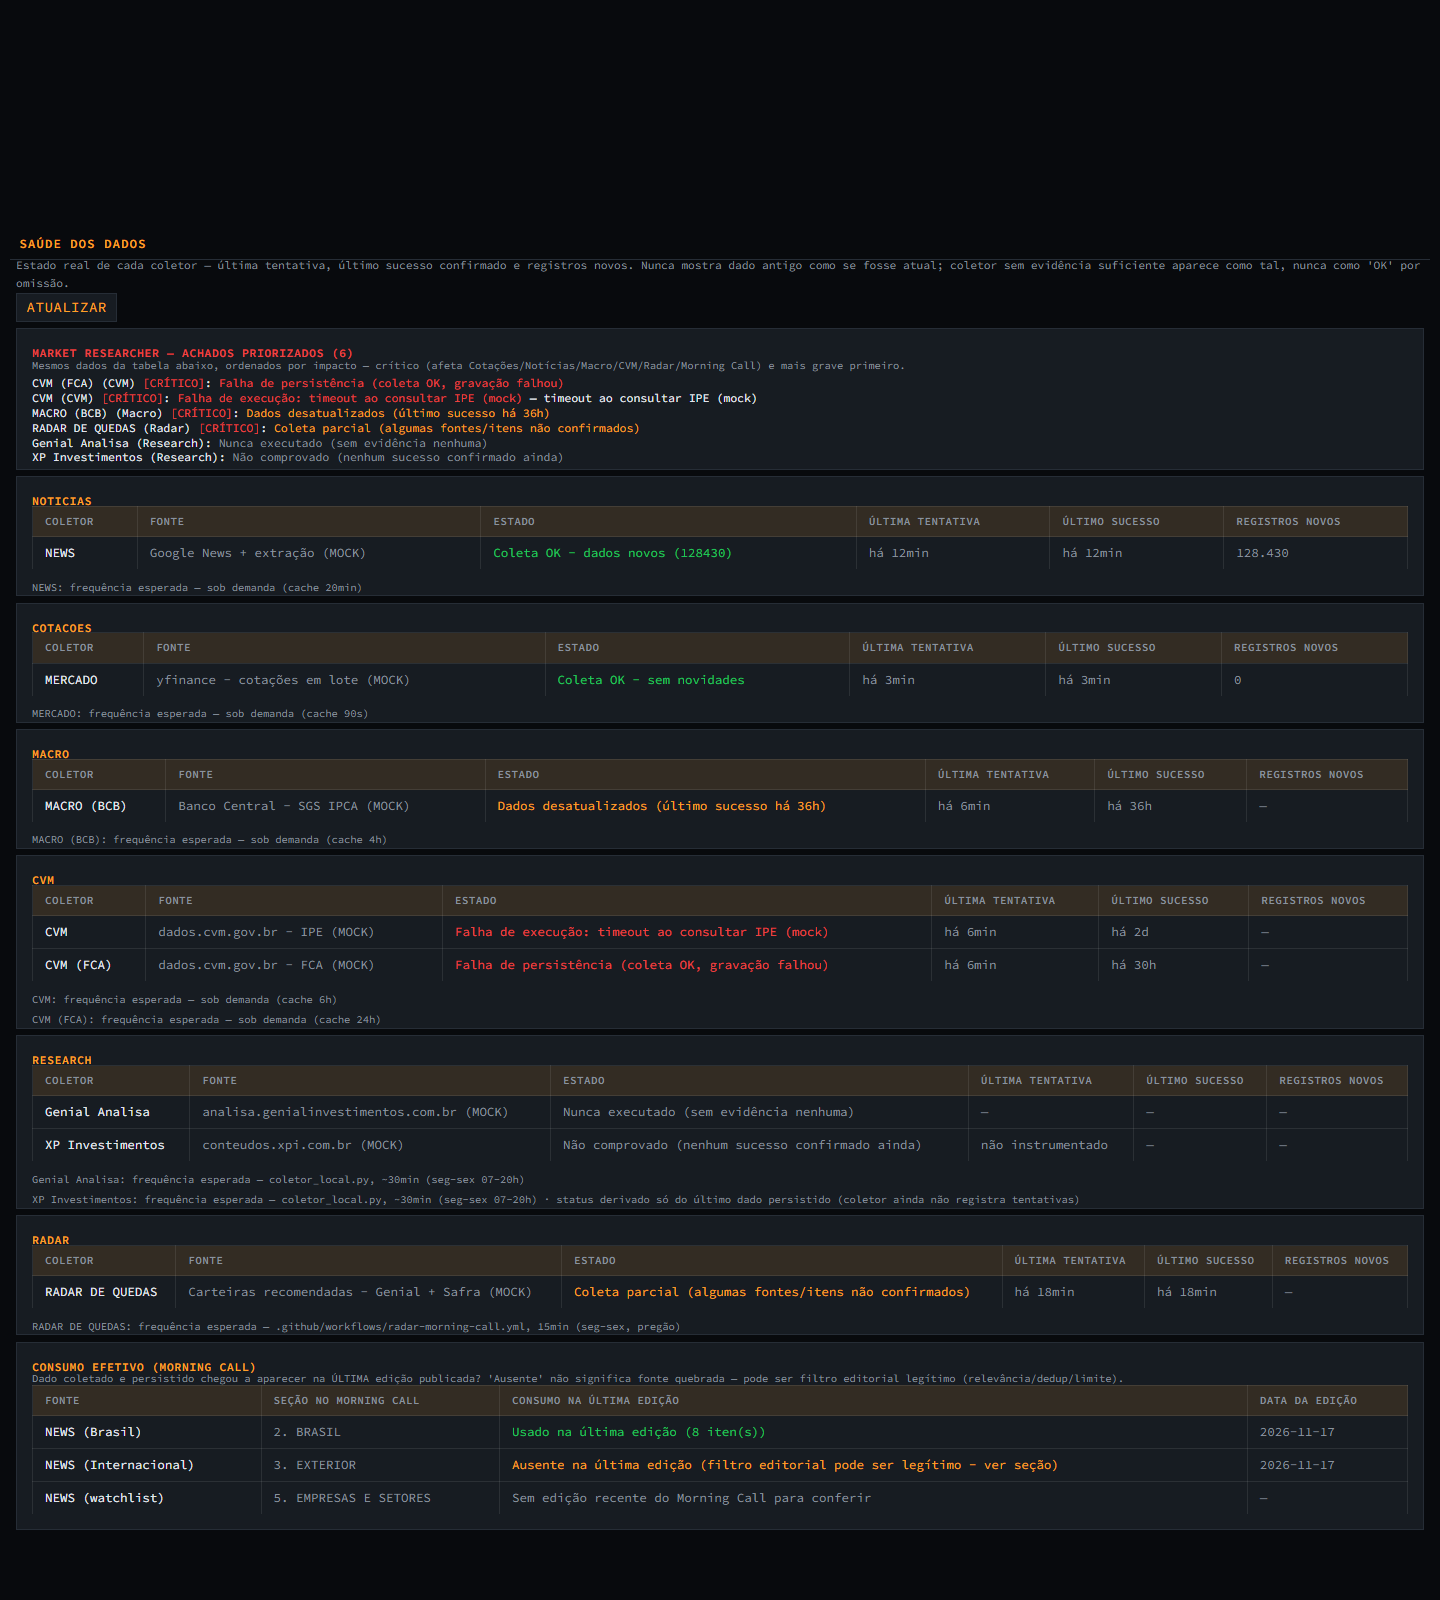 SAÚDE DOS DADOS
Estado real de cada coletor — última tentativa, último sucesso confirmado e registros novos. Nunca mostra dado antigo como se fosse atual; coletor sem evidência suficiente aparece como tal, nunca como 'OK' por
omissão.
ATUALIZAR
MARKET RESEARCHER — ACHADOS PRIORIZADOS (6)
Mesmos dados da tabela abaixo, ordenados por impacto — crítico (afeta Cotações/Notícias/Macro/CVM/Radar/Morning Call) e mais grave primeiro.
CVM (FCA) (CVM) [CRÍTICO]: Falha de persistência (coleta OK, gravação falhou)
CVM (CVM) [CRÍTICO]: Falha de execução: timeout ao consultar IPE (mock) — timeout ao consultar IPE (mock)
MACRO (BCB) (Macro) [CRÍTICO]: Dados desatualizados (último sucesso há 36h)
RADAR DE QUEDAS (Radar) [CRÍTICO]: Coleta parcial (algumas fontes/itens não confirmados)
Genial Analisa (Research): Nunca executado (sem evidência nenhuma)
XP Investimentos (Research): Não comprovado (nenhum sucesso confirmado ainda)
NOTICIAS
COLETOR FONTE ESTADO ÚLTIMA TENTATIVA ÚLTIMO SUCESSO REGISTROS NOVOS
NEWS Google News + extração (MOCK) Coleta OK - dados novos (128430) há 12min há 12min 128.430
NEWS: frequência esperada — sob demanda (cache 20min)
COTACOES
COLETOR FONTE ESTADO ÚLTIMA TENTATIVA ÚLTIMO SUCESSO REGISTROS NOVOS
MERCADO yfinance - cotações em lote (MOCK) Coleta OK - sem novidades há 3min há 3min 0
MERCADO: frequência esperada — sob demanda (cache 90s)
MACRO
COLETOR FONTE ESTADO ÚLTIMA TENTATIVA ÚLTIMO SUCESSO REGISTROS NOVOS
MACRO (BCB) Banco Central - SGS IPCA (MOCK) Dados desatualizados (último sucesso há 36h) há 6min há 36h —
MACRO (BCB): frequência esperada — sob demanda (cache 4h)
CVM
COLETOR FONTE ESTADO ÚLTIMA TENTATIVA ÚLTIMO SUCESSO REGISTROS NOVOS
CVM dados.cvm.gov.br - IPE (MOCK) Falha de execução: timeout ao consultar IPE (mock) há 6min há 2d —
CVM (FCA) dados.cvm.gov.br - FCA (MOCK) Falha de persistência (coleta OK, gravação falhou) há 6min há 30h —
CVM: frequência esperada — sob demanda (cache 6h)
CVM (FCA): frequência esperada — sob demanda (cache 24h)
RESEARCH
COLETOR FONTE ESTADO ÚLTIMA TENTATIVA ÚLTIMO SUCESSO REGISTROS NOVOS
Genial Analisa analisa.genialinvestimentos.com.br (MOCK) Nunca executado (sem evidência nenhuma) — — —
XP Investimentos conteudos.xpi.com.br (MOCK) Não comprovado (nenhum sucesso confirmado ainda) não instrumentado — —
Genial Analisa: frequência esperada — coletor_local.py, ~30min (seg-sex 07-20h)
XP Investimentos: frequência esperada — coletor_local.py, ~30min (seg-sex 07-20h) · status derivado só do último dado persistido (coletor ainda não registra tentativas)
RADAR
COLETOR FONTE ESTADO ÚLTIMA TENTATIVA ÚLTIMO SUCESSO REGISTROS NOVOS
RADAR DE QUEDAS Carteiras recomendadas - Genial + Safra (MOCK) Coleta parcial (algumas fontes/itens não confirmados) há 18min há 18min —
RADAR DE QUEDAS: frequência esperada — .github/workflows/radar-morning-call.yml, 15min (seg-sex, pregão)
CONSUMO EFETIVO (MORNING CALL)
Dado coletado e persistido chegou a aparecer na ÚLTIMA edição publicada? 'Ausente' não significa fonte quebrada — pode ser filtro editorial legítimo (relevância/dedup/limite).
FONTE SEÇÃO NO MORNING CALL CONSUMO NA ÚLTIMA EDIÇÃO DATA DA EDIÇÃO
NEWS (Brasil) 2. BRASIL Usado na última edição (8 iten(s)) 2026-11-17
NEWS (Internacional) 3. EXTERIOR Ausente na última edição (filtro editorial pode ser legítimo - ver seção) 2026-11-17
NEWS (watchlist) 5. EMPRESAS E SETORES Sem edição recente do Morning Call para conferir —